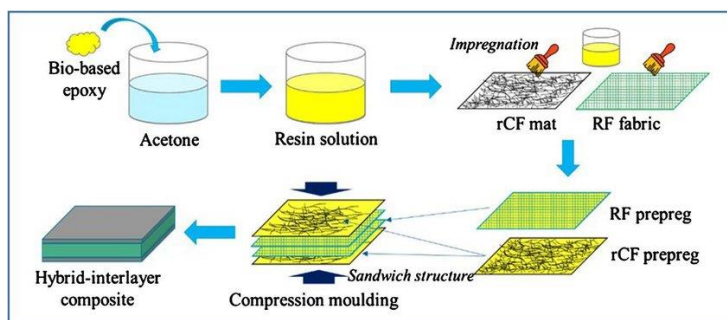 Bio-based
epoxy
Acetone
Resin solution
Impregnation
rCF mat
RF fabric
RF prepreg
rCF prepreg
Sandwich structure
Compression moulding
Hybrid-interlayer
composite